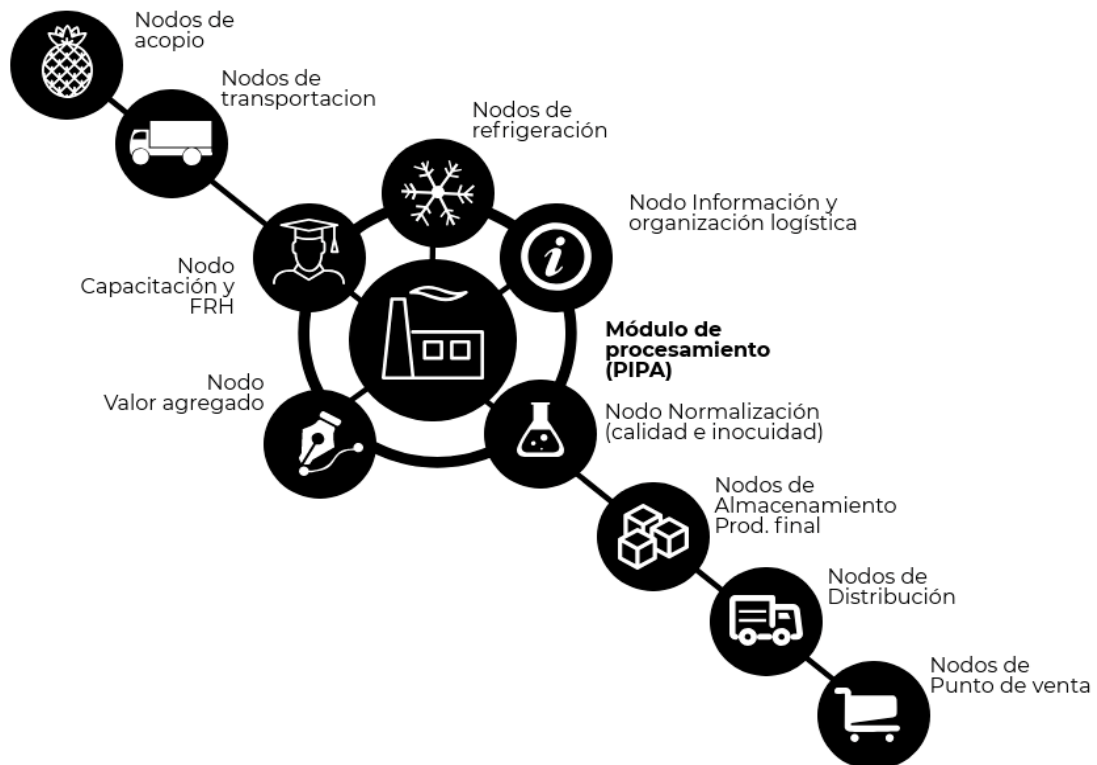 Nodos de
acopio
Nodos de
transportacion
Nodos de
refrigeración
Nodo Información y
organización logística
Nodo
Capacitación y
FRH
Módulo de
procesamiento
(PIPA)
Nodo
Valor agregado
Nodo Normalización
(calidad e inocuidad)
Nodos de
Almacenamiento
Prod. final
Nodos de
Distribución
Nodos de
Punto de venta